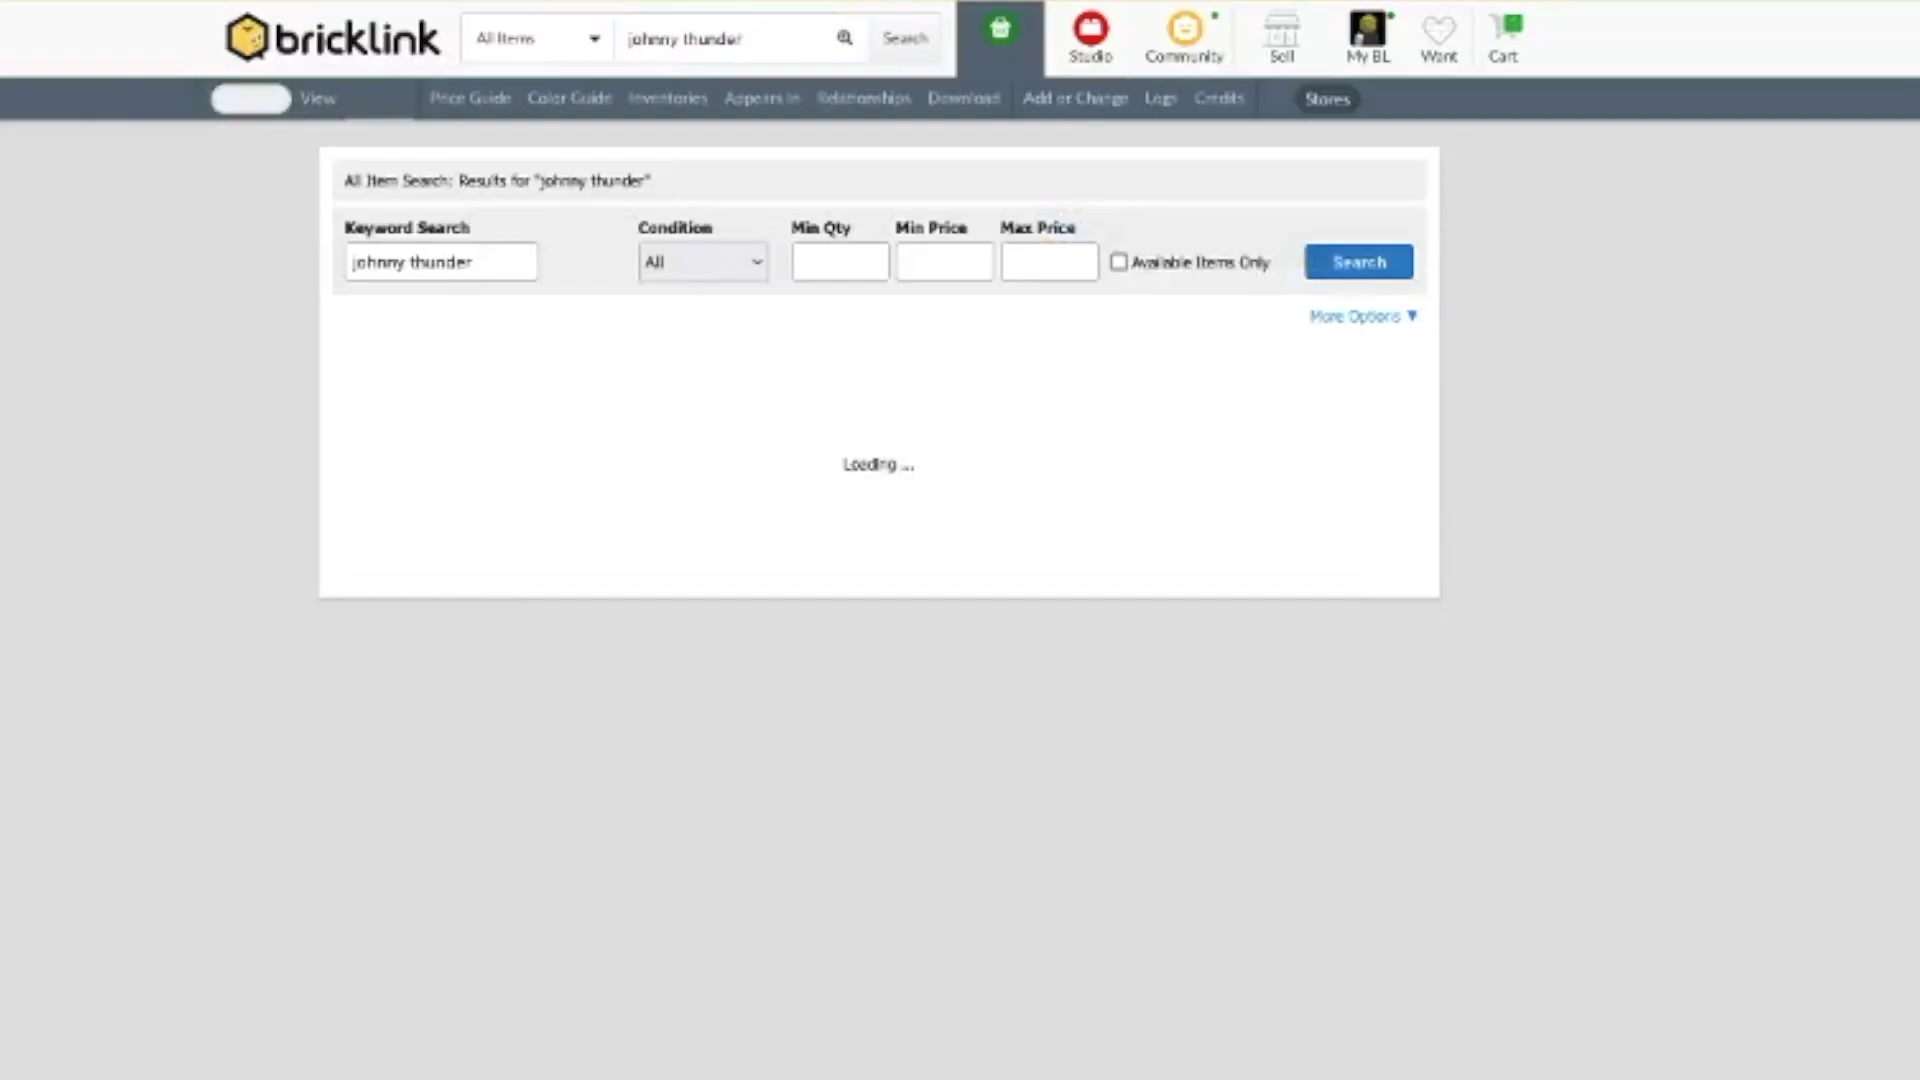 bricklink
All Items
johnny thunder
Search
Studio
Community
Sell
My BL
Want
Cart
View
Price Guide
Color Guide
Inventories
Appears In
Relationships
Download
Add or Change
Logs
Credits
Stores
All Item Search: Results for "johnny thunder"
Keyword Search
Condition
Min Qty
Min Price
Max Price
johnny thunder
All
Available Items Only
Search
More Options ▼
Loading ...